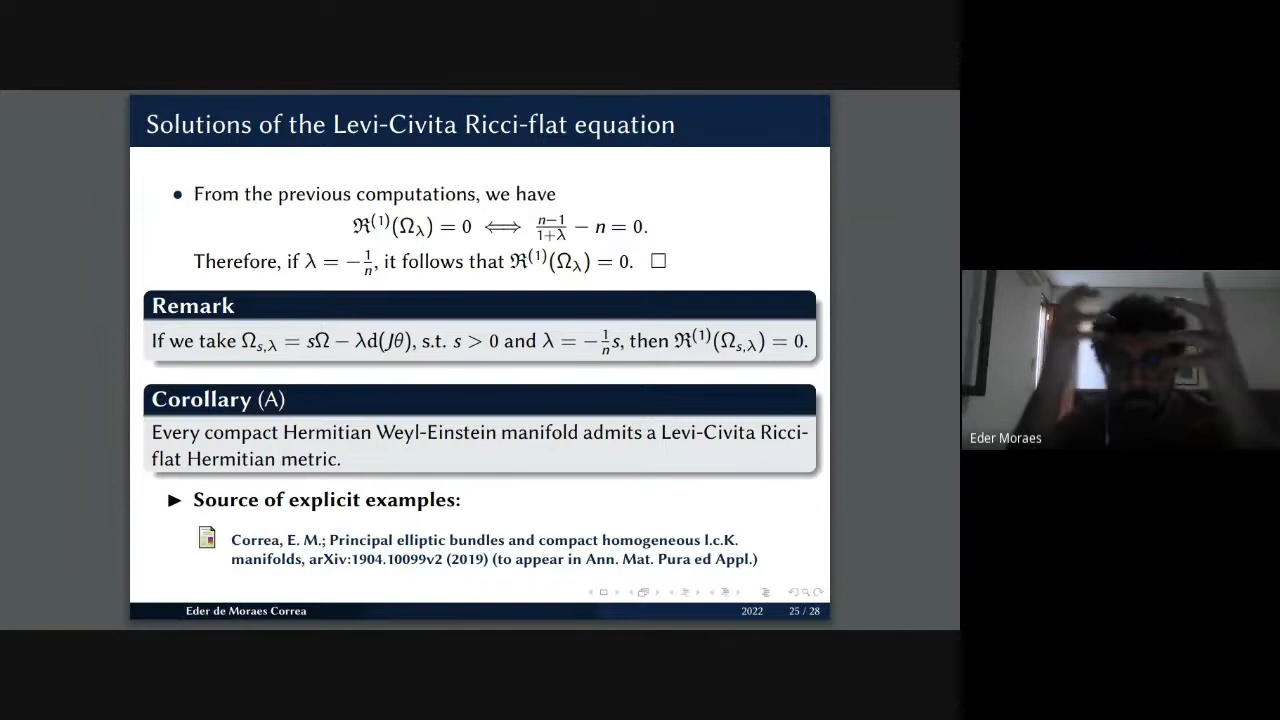 Solutions of the Levi-Civita Ricci-flat equation
• From the previous computations, we have
ℜ⁽¹⁾(Ω_λ) = 0 ⟺ (n−1)/(1+λ) − n = 0.
Therefore, if λ = −1/n, it follows that ℜ⁽¹⁾(Ω_λ) = 0. □
Remark
If we take Ω_{s,λ} = sΩ − λd(Jθ), s.t. s > 0 and λ = −(1/n)s, then ℜ⁽¹⁾(Ω_{s,λ}) = 0.
Corollary (A)
Every compact Hermitian Weyl-Einstein manifold admits a Levi-Civita Ricci-
flat Hermitian metric.
► Source of explicit examples:
Correa, E. M.; Principal elliptic bundles and compact homogeneous l.c.K.
manifolds, arXiv:1904.10099v2 (2019) (to appear in Ann. Mat. Pura ed Appl.)
Eder de Moraes Correa 2022 25 / 28
Eder Moraes